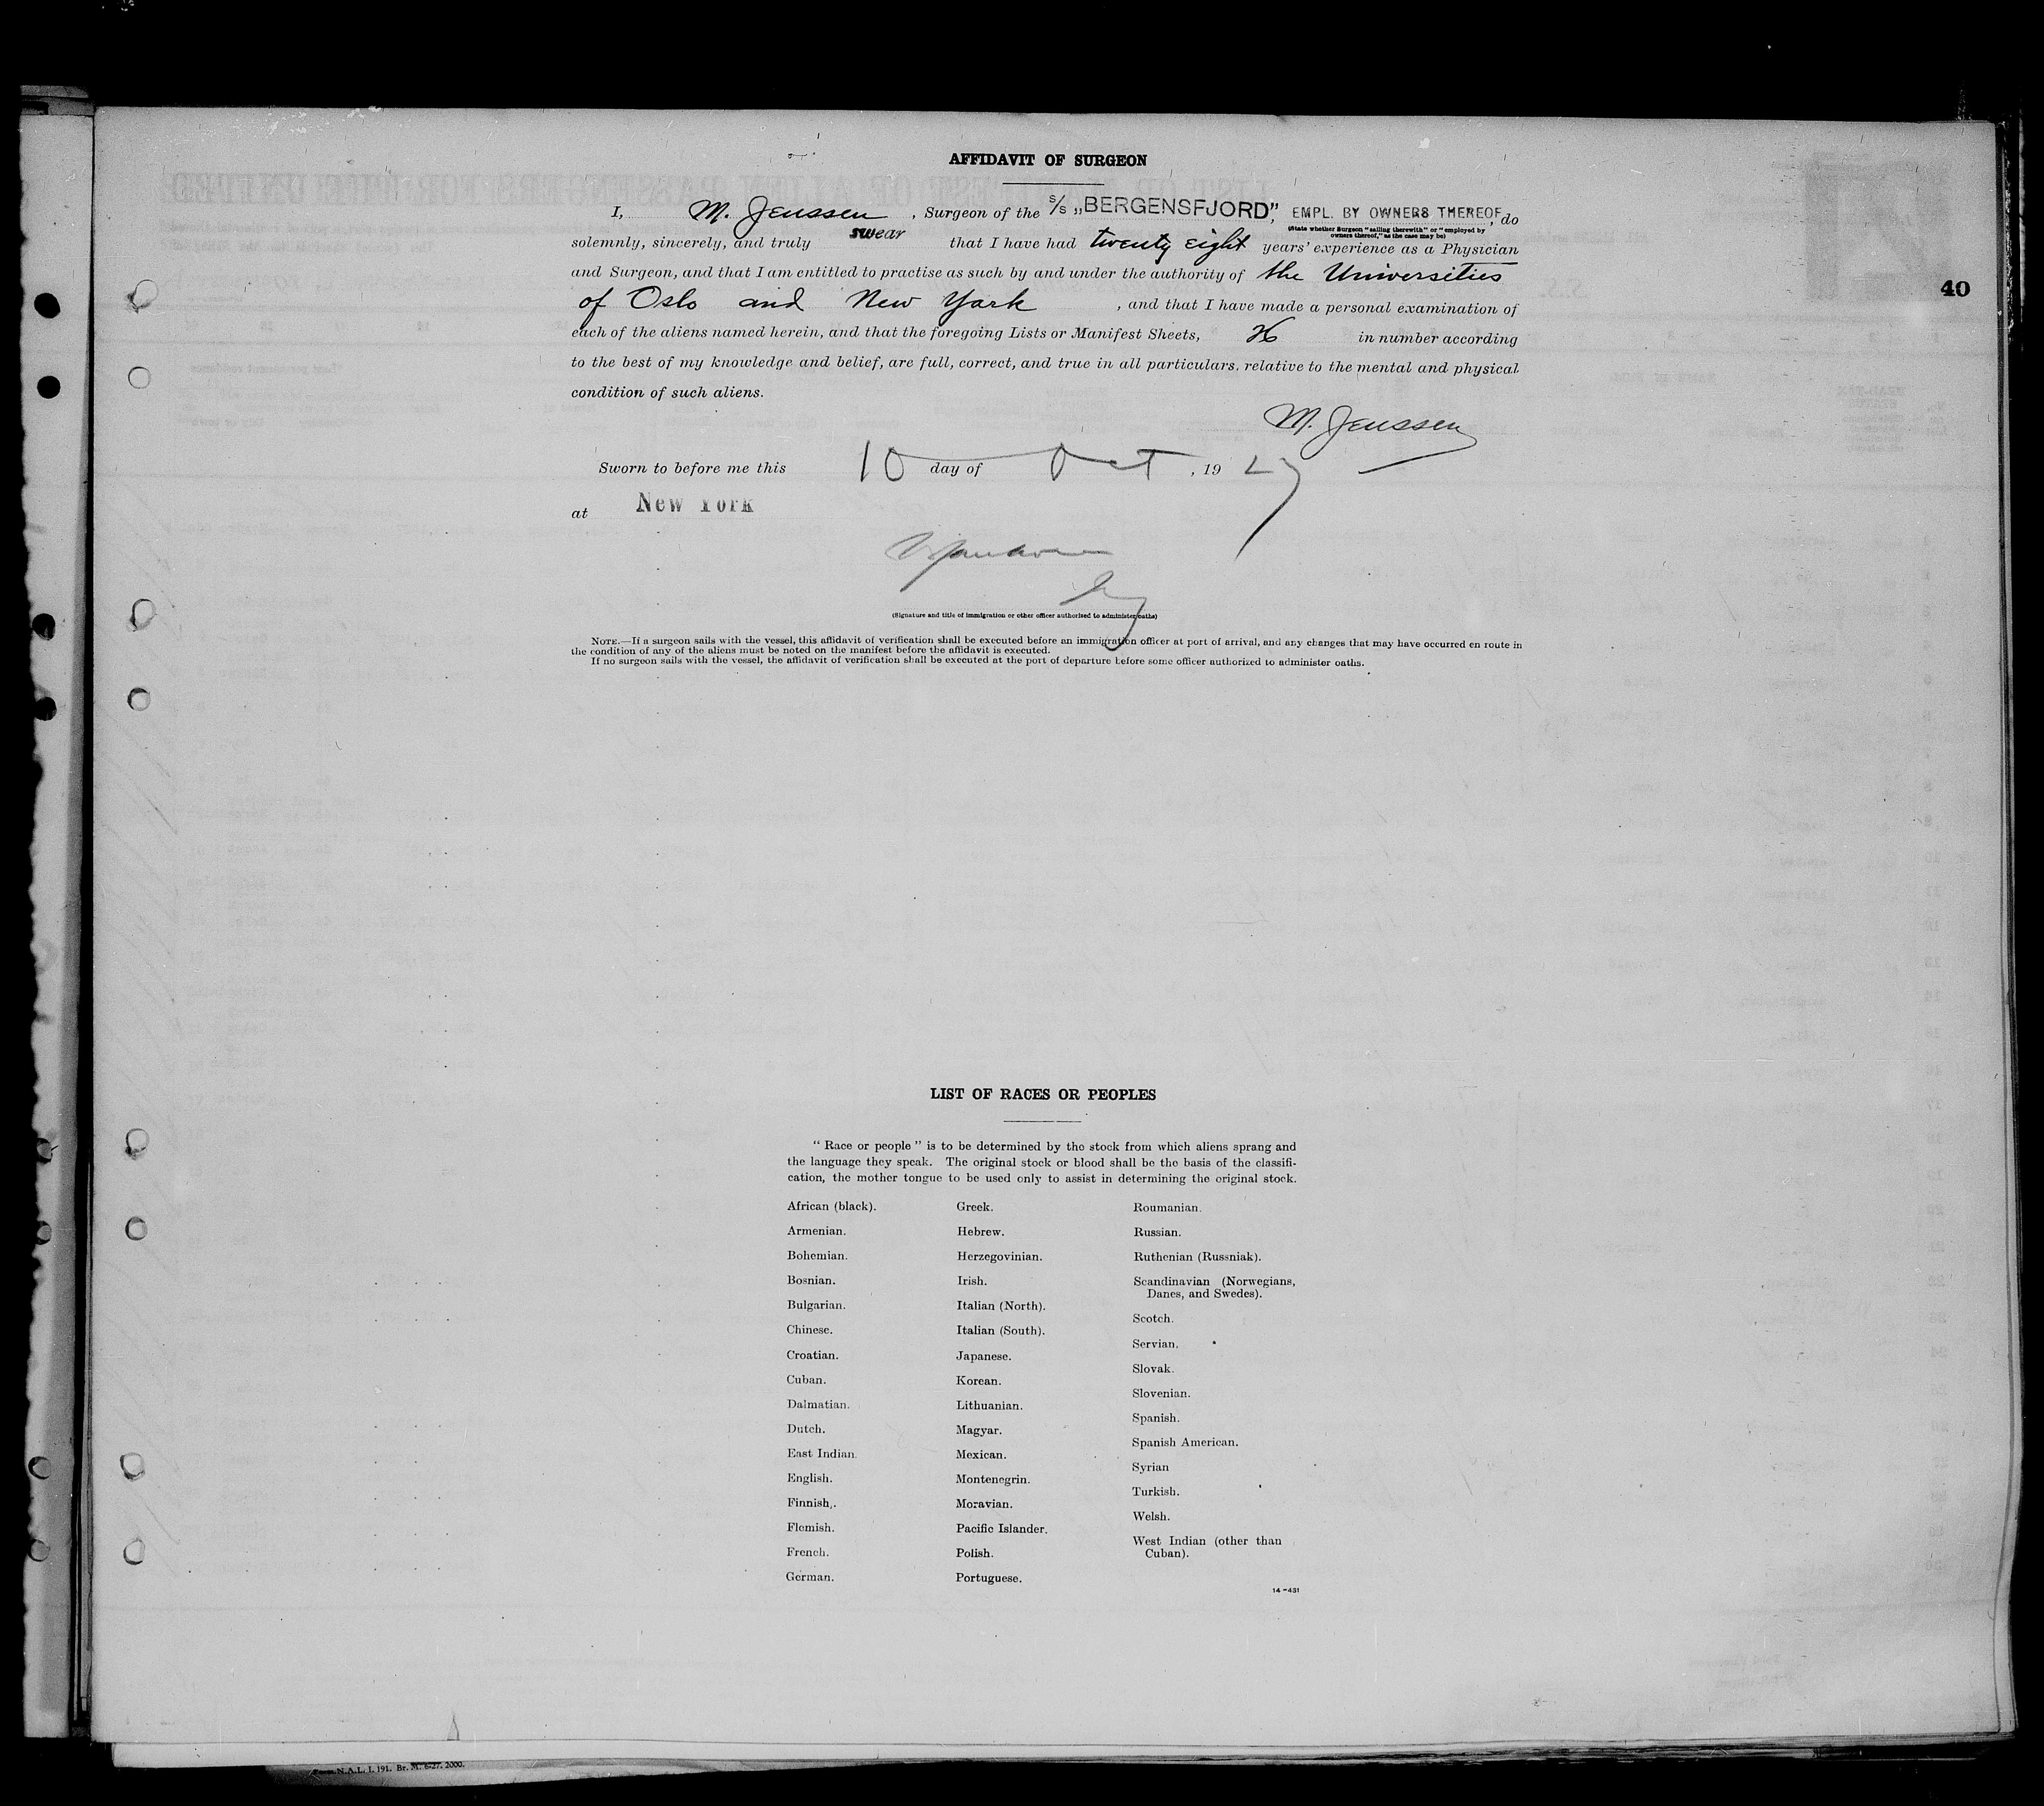 AFFIDAVIT OF SURGEON
I, M. Jenssen, Surgeon of the S/S „BERGENSFJORD”, EMPL. BY OWNERS THEREOF, do
(State whether Surgeon "sailing therewith" or "employed by
owners thereof," as the case may be)
solemnly, sincerely, and truly swear that I have had twenty eight years' experience as a Physician
and Surgeon, and that I am entitled to practise as such by and under the authority of the Universities
40
of Oslo and New York, and that I have made a personal examination of
each of the aliens named herein, and that the foregoing Lists or Manifest Sheets, 26 in number according
to the best of my knowledge and belief, are full, correct, and true in all particulars. relative to the mental and physical
condition of such aliens.
M. Jenssen
Sworn to before me this 10 day of Oct, 1927
at New York
(Signature and title of immigration or other officer authorized to administer oaths)
NOTE.—If a surgeon sails with the vessel, this affidavit of verification shall be executed before an immigration officer at port of arrival, and any changes that may have occurred en route in
the condition of any of the aliens must be noted on the manifest before the affidavit is executed.
If no surgeon sails with the vessel, the affidavit of verification shall be executed at the port of departure before some officer authorized to administer oaths.
LIST OF RACES OR PEOPLES
" Race or people " is to be determined by the stock from which aliens sprang and
the language they speak. The original stock or blood shall be the basis of the classifi-
cation, the mother tongue to be used only to assist in determining the original stock.
African (black).
Armenian.
Bohemian.
Bosnian.
Bulgarian.
Chinese.
Croatian.
Cuban.
Dalmatian.
Dutch.
East Indian.
English.
Finnish.
Flemish.
French.
German.
Greek.
Hebrew.
Herzegovinian.
Irish.
Italian (North).
Italian (South).
Japanese.
Korean.
Lithuanian.
Magyar.
Mexican.
Montenegrin.
Moravian.
Pacific Islander.
Polish.
Portuguese.
Roumanian.
Russian.
Ruthenian (Russniak).
Scandinavian (Norwegians,
Danes, and Swedes).
Scotch.
Servian.
Slovak.
Slovenian.
Spanish.
Spanish American.
Syrian
Turkish.
Welsh.
West Indian (other than
Cuban).
14—431
Form N.A.L. I. 191. Br. M. 6-27. 2000.